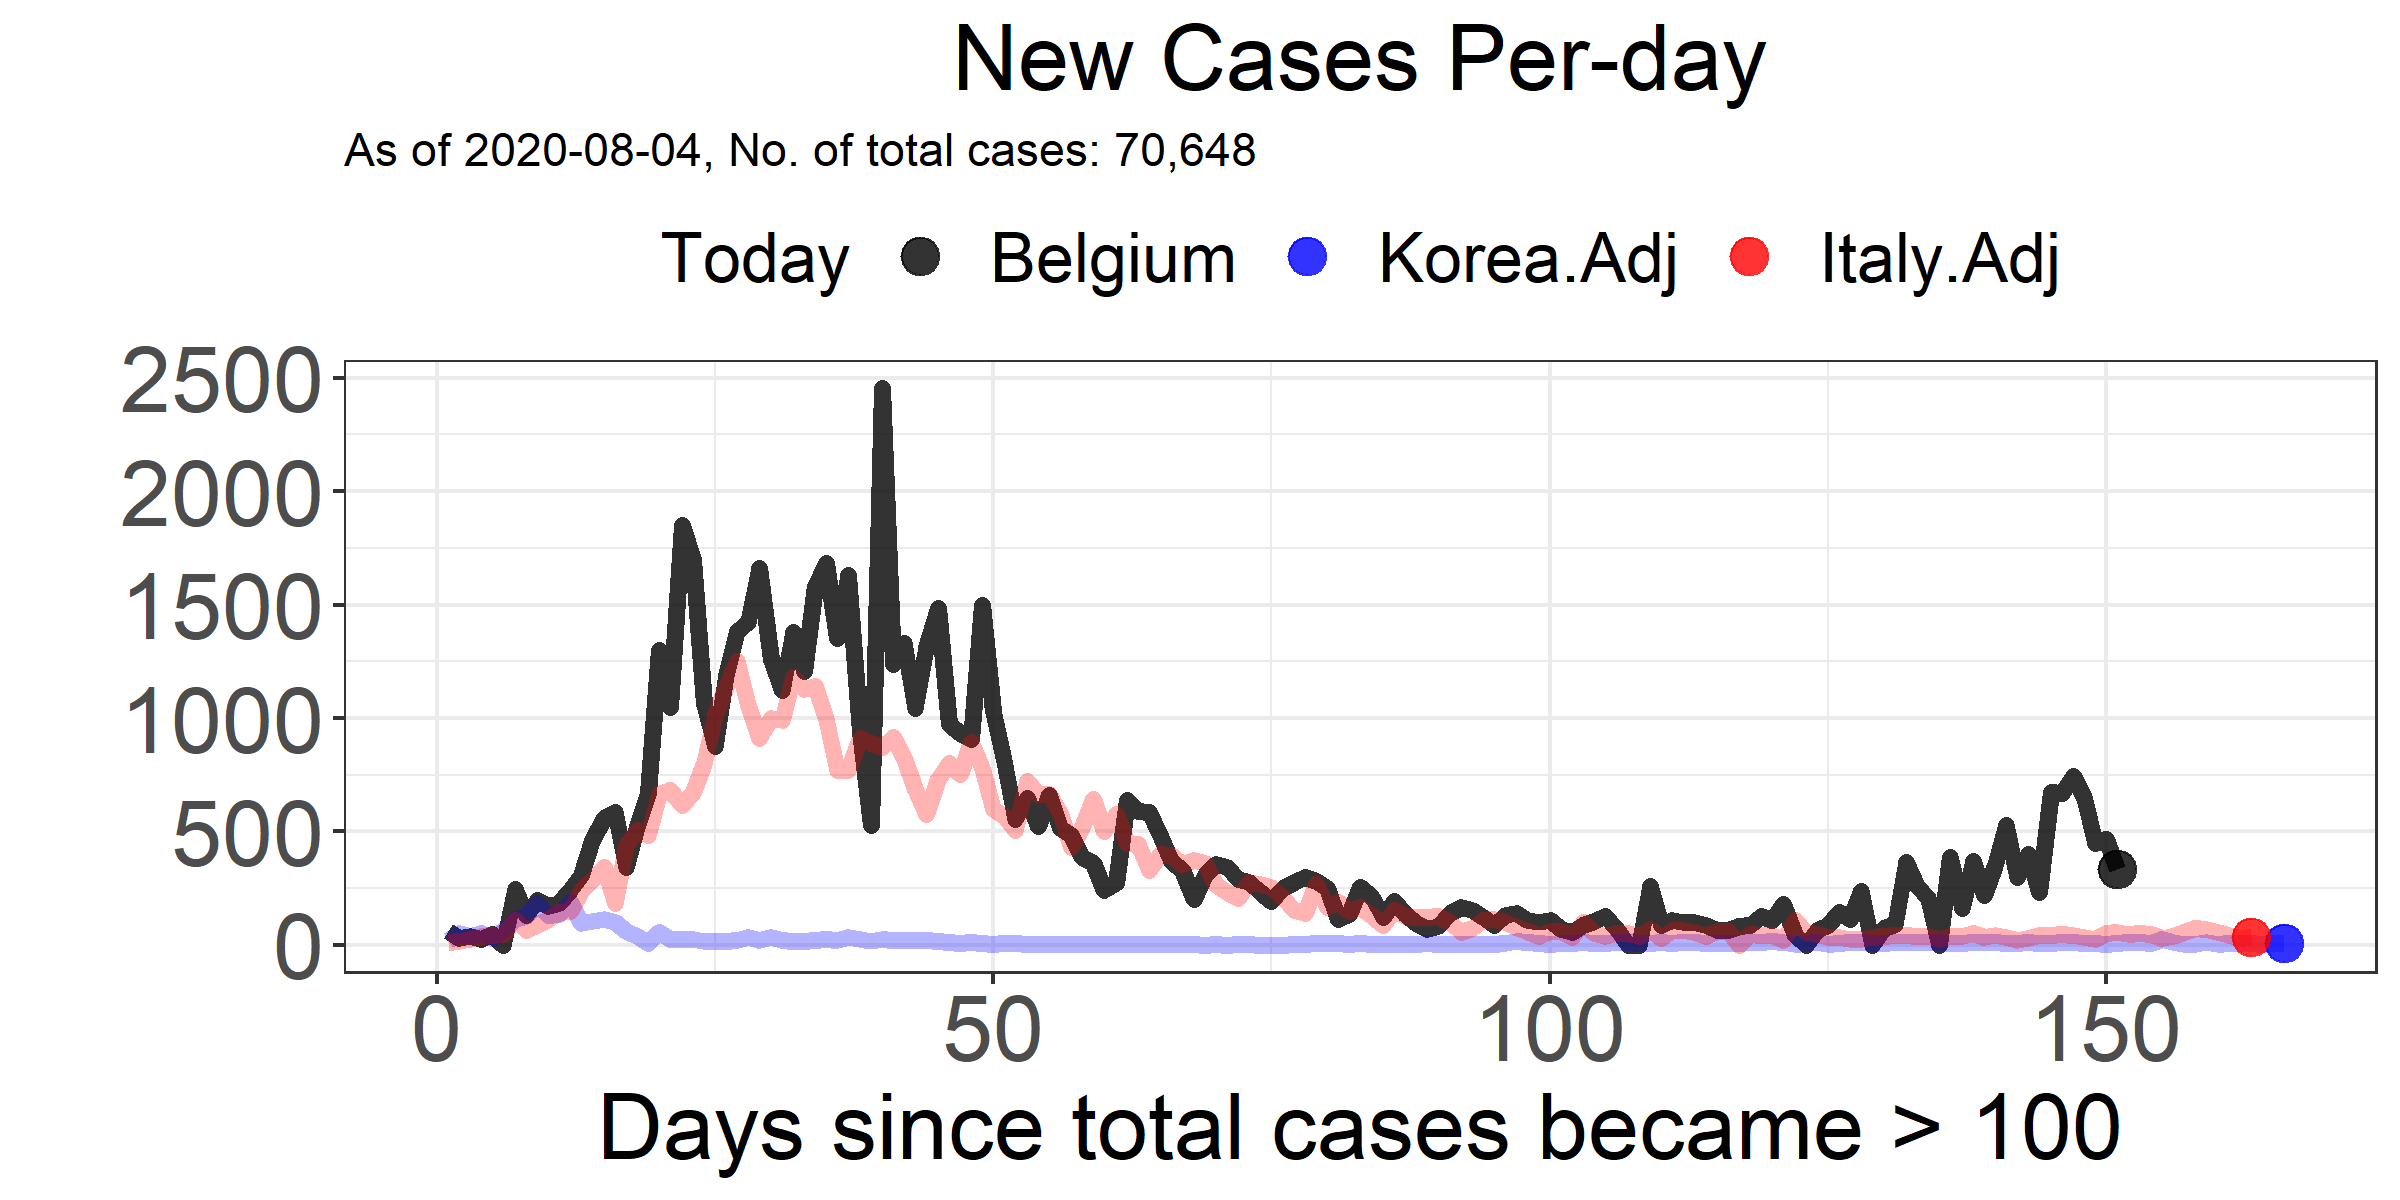 New Cases Per-day
As of 2020-08-04, No. of total cases: 70,648
Today Belgium Korea.Adj Italy.Adj
2500
2000
1500
1000
500
0
0 50 100 150
Days since total cases became > 100